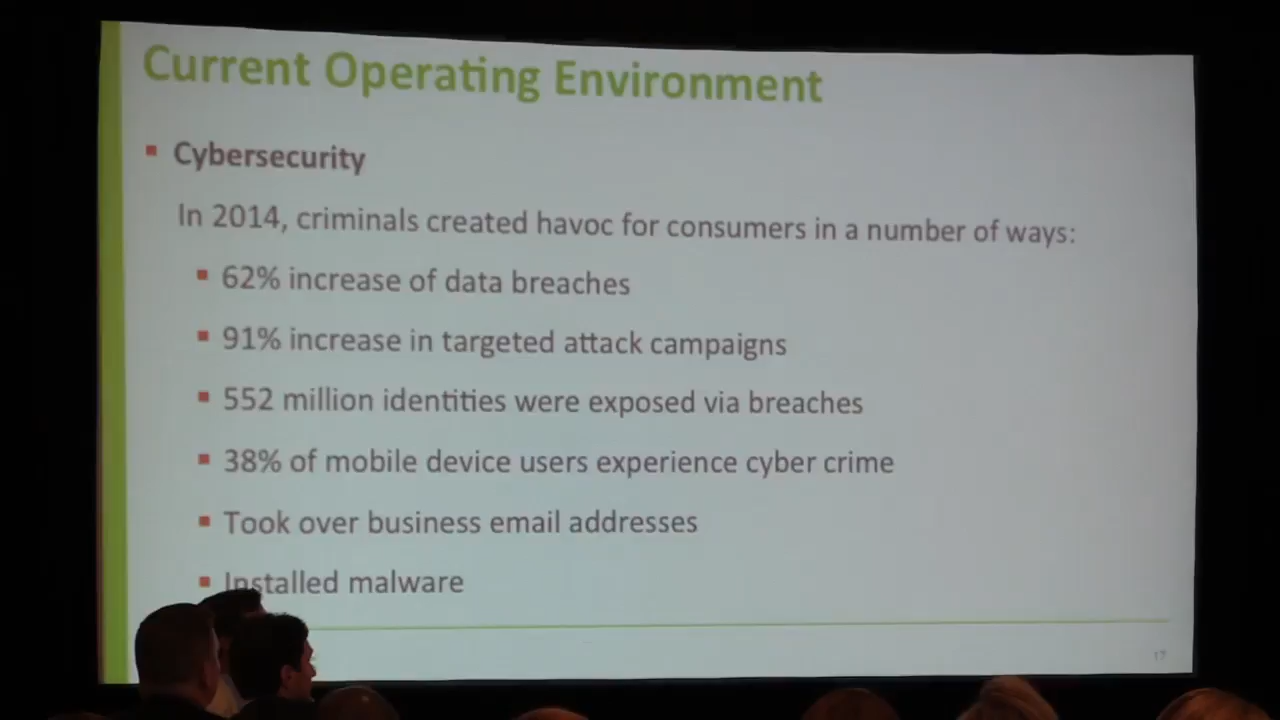 Current Operating Environment
Cybersecurity
In 2014, criminals created havoc for consumers in a number of ways:
62% increase of data breaches
91% increase in targeted attack campaigns
552 million identities were exposed via breaches
38% of mobile device users experience cyber crime
Took over business email addresses
Installed malware
17